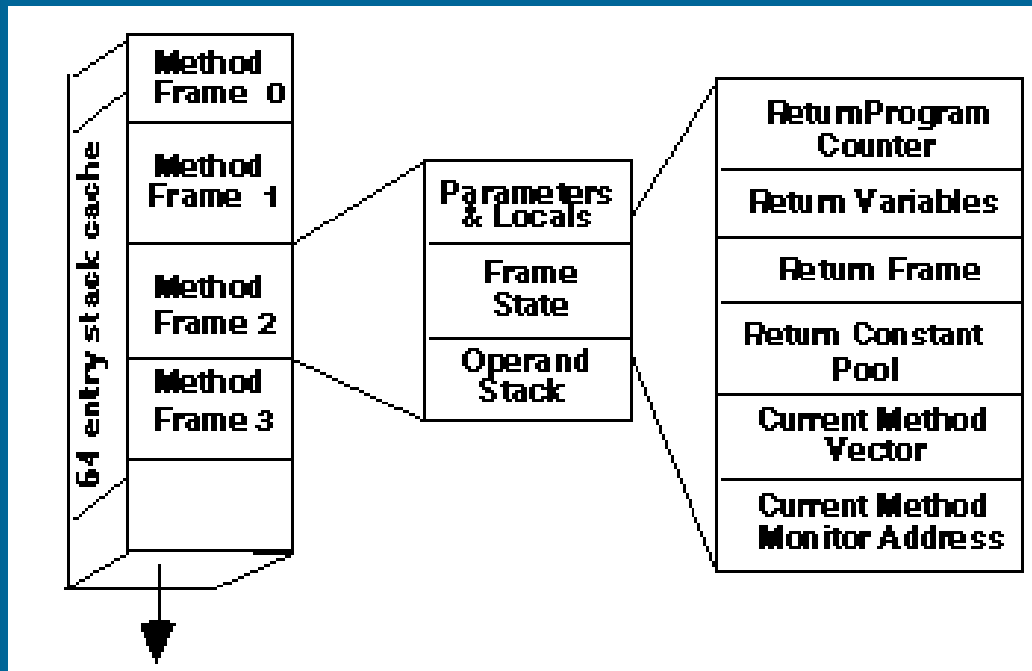 64 entry stack cache
Method
Frame 0
Method
Frame 1
Method
Frame 2
Method
Frame 3
Parameters
& Locals
Frame
State
Operand
Stack
ReturnProgram
Counter
Return Variables
Return Frame
Return Constant
Pool
Current Method
Vector
Current Method
Monitor Address